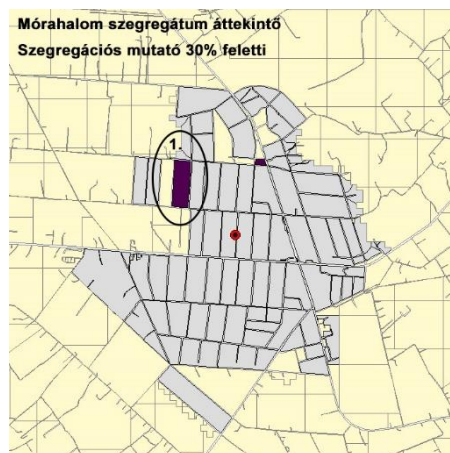 Mórahalom szegregátum áttekintő
Szegregációs mutató 30% feletti
1.